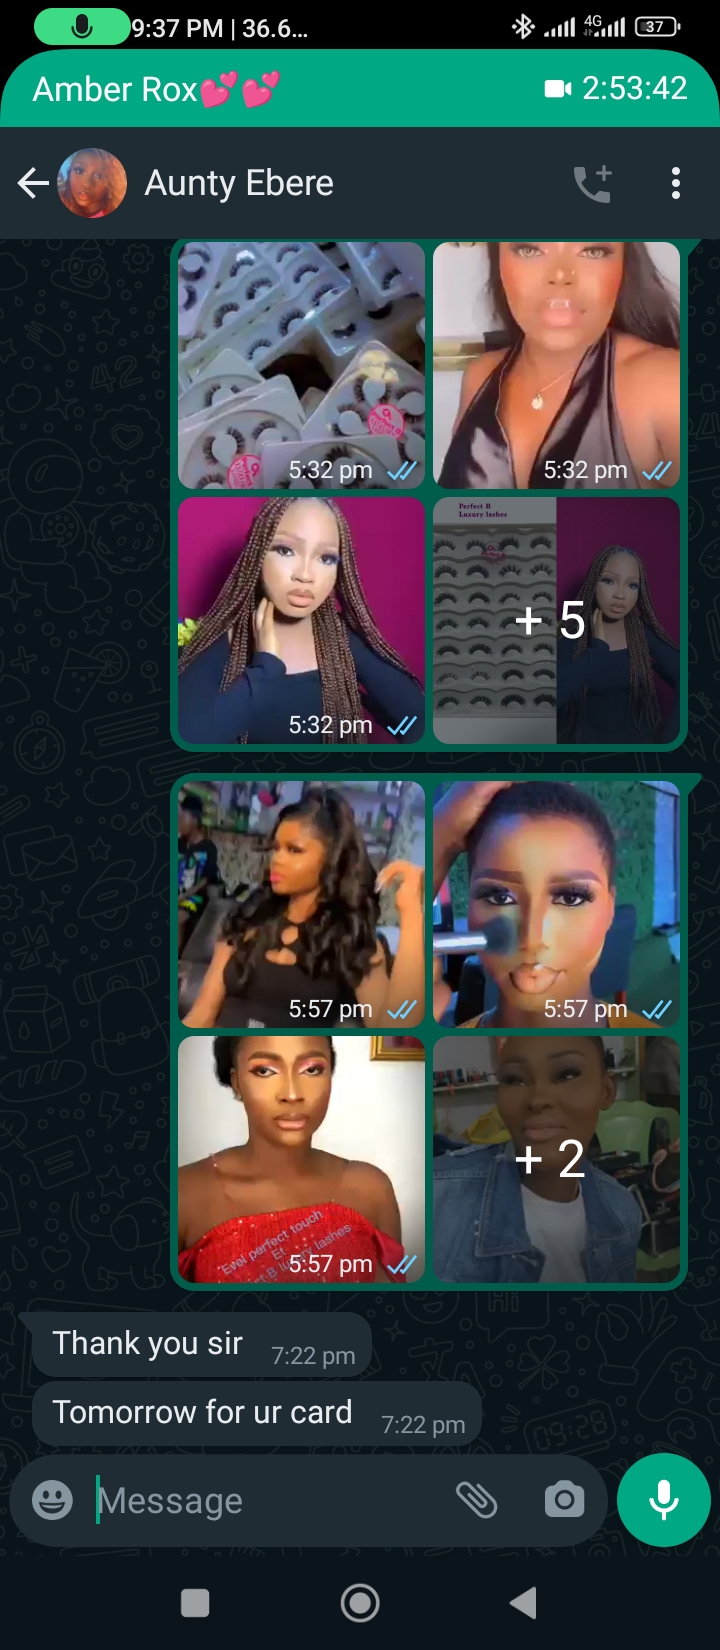 9:37 PM | 36.6...
4G
37
Amber Rox💕💕
2:53:42
Aunty Ebere
5:32 pm
5:32 pm
Perfect B
Luxury lashes
5:32 pm
+ 5
5:57 pm
5:57 pm
Evel perfect touch
Et
t B luxury lashes
5:57 pm
+ 2
Thank you sir
7:22 pm
Tomorrow for ur card
7:22 pm
Message